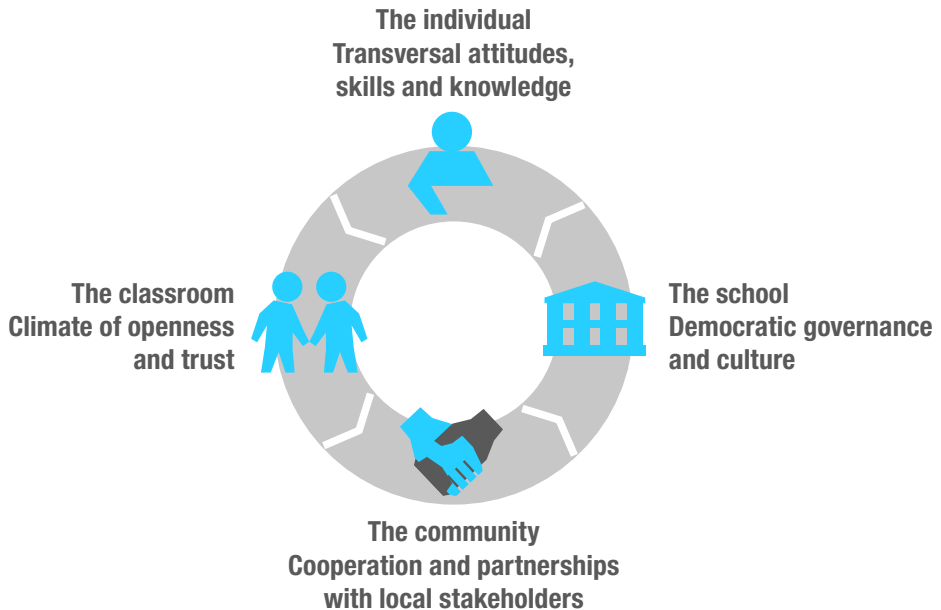 The individual
Transversal attitudes,
skills and knowledge
The classroom
Climate of openness
and trust
The school
Democratic governance
and culture
The community
Cooperation and partnerships
with local stakeholders